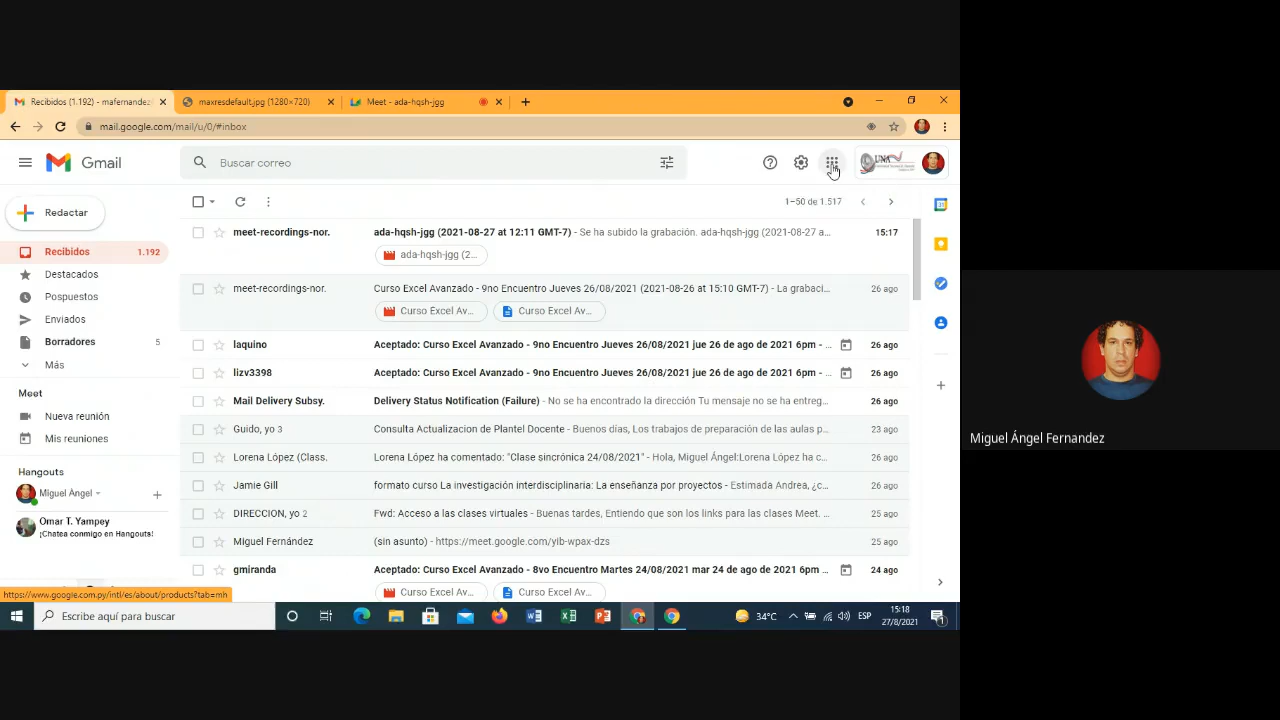 Recibidos (1.192) - mafernandez
maxresdefault.jpg (1280×720)
Meet - ada-hqsh-jgg
mail.google.com/mail/u/0/#inbox
Gmail
Buscar correo
UNA
Redactar
1–50 de 1.517
Recibidos 1.192
Destacados
Pospuestos
Enviados
Borradores 5
Más
Meet
Nueva reunión
Mis reuniones
Hangouts
Miguel Ángel
Omar T. Yampey
¡Chatea conmigo en Hangouts!
meet-recordings-nor. ada-hqsh-jgg (2021-08-27 at 12:11 GMT-7) - Se ha subido la grabación. ada-hqsh-jgg (2021-08-27 a... 15:17
ada-hqsh-jgg (2...
meet-recordings-nor. Curso Excel Avanzado - 9no Encuentro Jueves 26/08/2021 (2021-08-26 at 15:10 GMT-7) - La grabaci... 26 ago
Curso Excel Av... Curso Excel Av...
laquino Aceptado: Curso Excel Avanzado - 9no Encuentro Jueves 26/08/2021 jue 26 de ago de 2021 6pm - ... 26 ago
lizv3398 Aceptado: Curso Excel Avanzado - 9no Encuentro Jueves 26/08/2021 jue 26 de ago de 2021 6pm - ... 26 ago
Mail Delivery Subsy. Delivery Status Notification (Failure) - No se ha encontrado la dirección Tu mensaje no se ha entreg... 26 ago
Guido, yo 3 Consulta Actualizacion de Plantel Docente - Buenos días, Los trabajos de preparación de las aulas p... 23 ago
Lorena López (Class. Lorena López ha comentado: "Clase sincrónica 24/08/2021" - Hola, Miguel Ángel:Lorena López ha c... 26 ago
Jamie Gill formato curso La investigación interdisciplinaria: La enseñanza por proyectos - Estimada Andrea, ¿c... 26 ago
DIRECCION, yo 2 Fwd: Acceso a las clases virtuales - Buenas tardes, Entiendo que son los links para las clases Meet. ... 25 ago
Miguel Fernández (sin asunto) - https://meet.google.com/yib-wpax-dzs 25 ago
gmiranda Aceptado: Curso Excel Avanzado - 8vo Encuentro Martes 24/08/2021 mar 24 de ago de 2021 6pm - ... 24 ago
Curso Excel Av... Curso Excel Av...
https://www.google.com.py/intl/es/about/products?tab=mh
Escribe aquí para buscar
34°C
ESP
15:18
27/8/2021
1
Miguel Ángel Fernandez